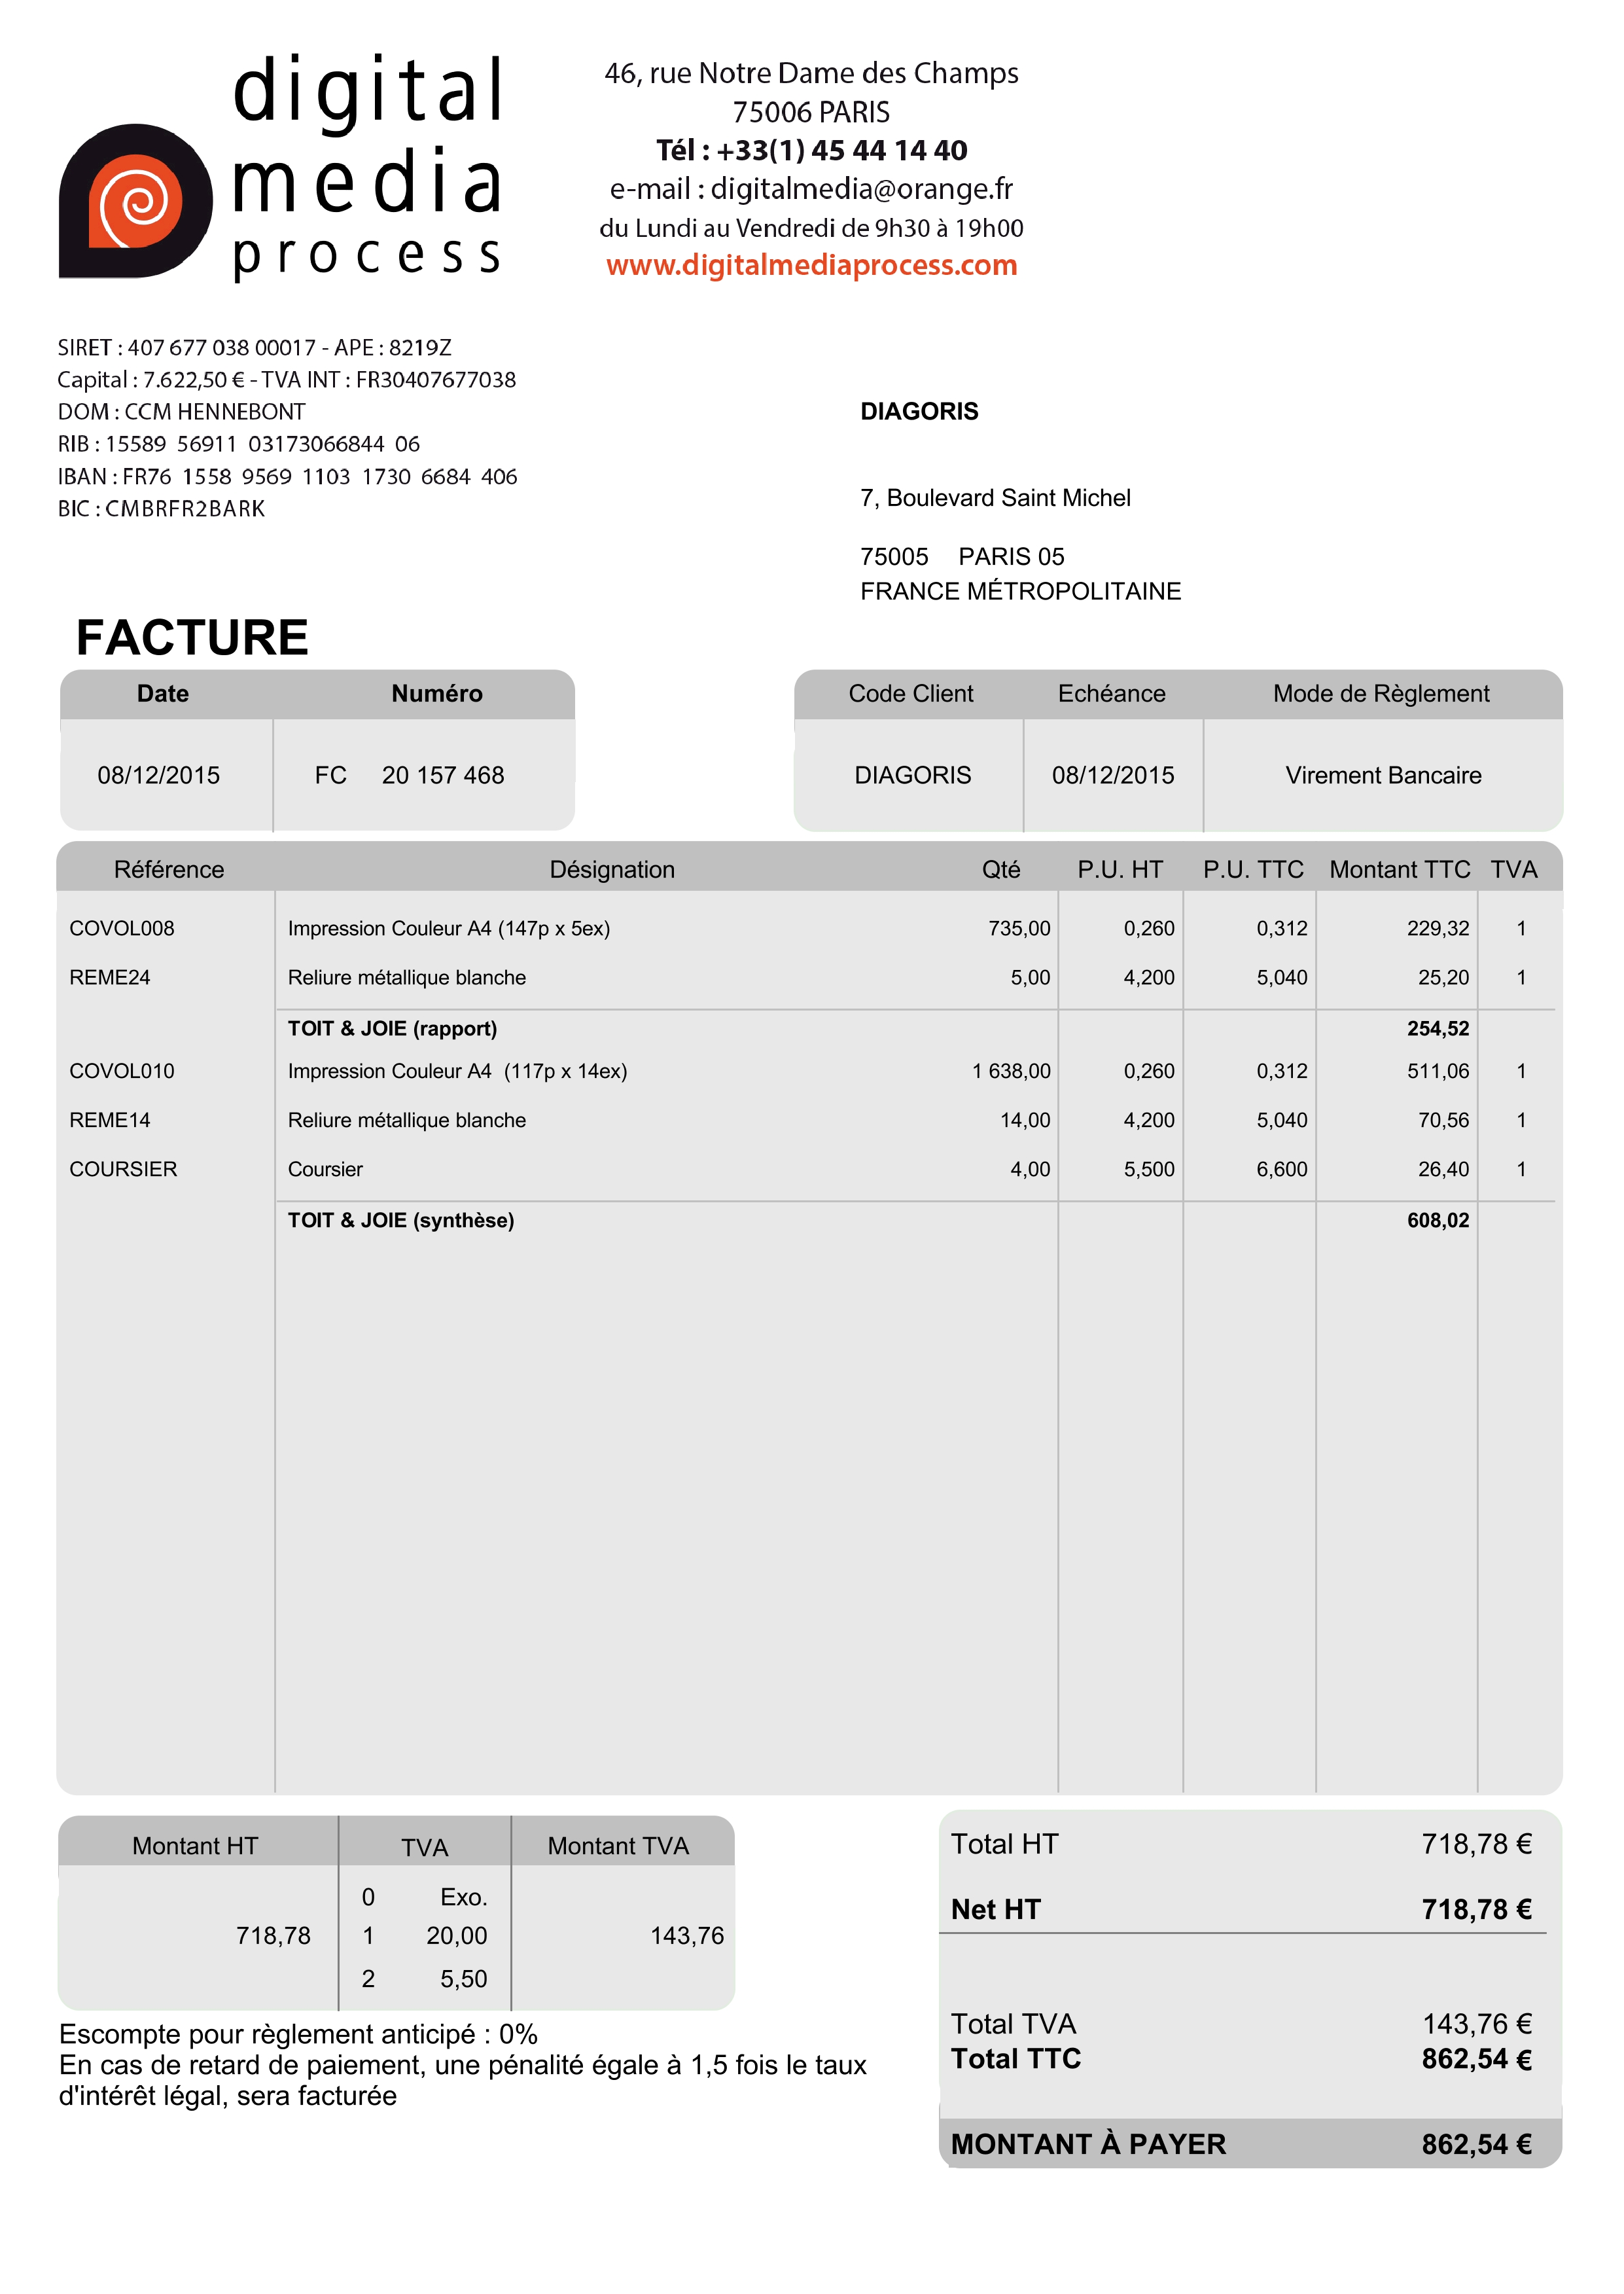 digital
media
process
46, rue Notre Dame des Champs
75006 PARIS
Tél : +33(1) 45 44 14 40
e-mail : digitalmedia@orange.fr
du Lundi au Vendredi de 9h30 à 19h00
www.digitalmediaprocess.com
SIRET : 407 677 038 00017 - APE : 8219Z
Capital : 7.622,50 € - TVA INT : FR30407677038
DOM : CCM HENNEBONT
RIB : 15589 56911 03173066844 06
IBAN : FR76 1558 9569 1103 1730 6684 406
BIC : CMBRFR2BARK
DIAGORIS
7, Boulevard Saint Michel
75005 PARIS 05
FRANCE MÉTROPOLITAINE
FACTURE
Date Numéro
08/12/2015 FC 20 157 468
Code Client Echéance Mode de Règlement
DIAGORIS 08/12/2015 Virement Bancaire
Référence Désignation Qté P.U. HT P.U. TTC Montant TTC TVA
COVOL008 Impression Couleur A4 (147p x 5ex) 735,00 0,260 0,312 229,32 1
REME24 Reliure métallique blanche 5,00 4,200 5,040 25,20 1
TOIT & JOIE (rapport) 254,52
COVOL010 Impression Couleur A4 (117p x 14ex) 1 638,00 0,260 0,312 511,06 1
REME14 Reliure métallique blanche 14,00 4,200 5,040 70,56 1
COURSIER Coursier 4,00 5,500 6,600 26,40 1
TOIT & JOIE (synthèse) 608,02
Montant HT TVA Montant TVA
0 Exo.
718,78 1 20,00 143,76
2 5,50
Escompte pour règlement anticipé : 0%
En cas de retard de paiement, une pénalité égale à 1,5 fois le taux
d'intérêt légal, sera facturée
Total HT 718,78 €
Net HT 718,78 €
Total TVA 143,76 €
Total TTC 862,54 €
MONTANT À PAYER 862,54 €